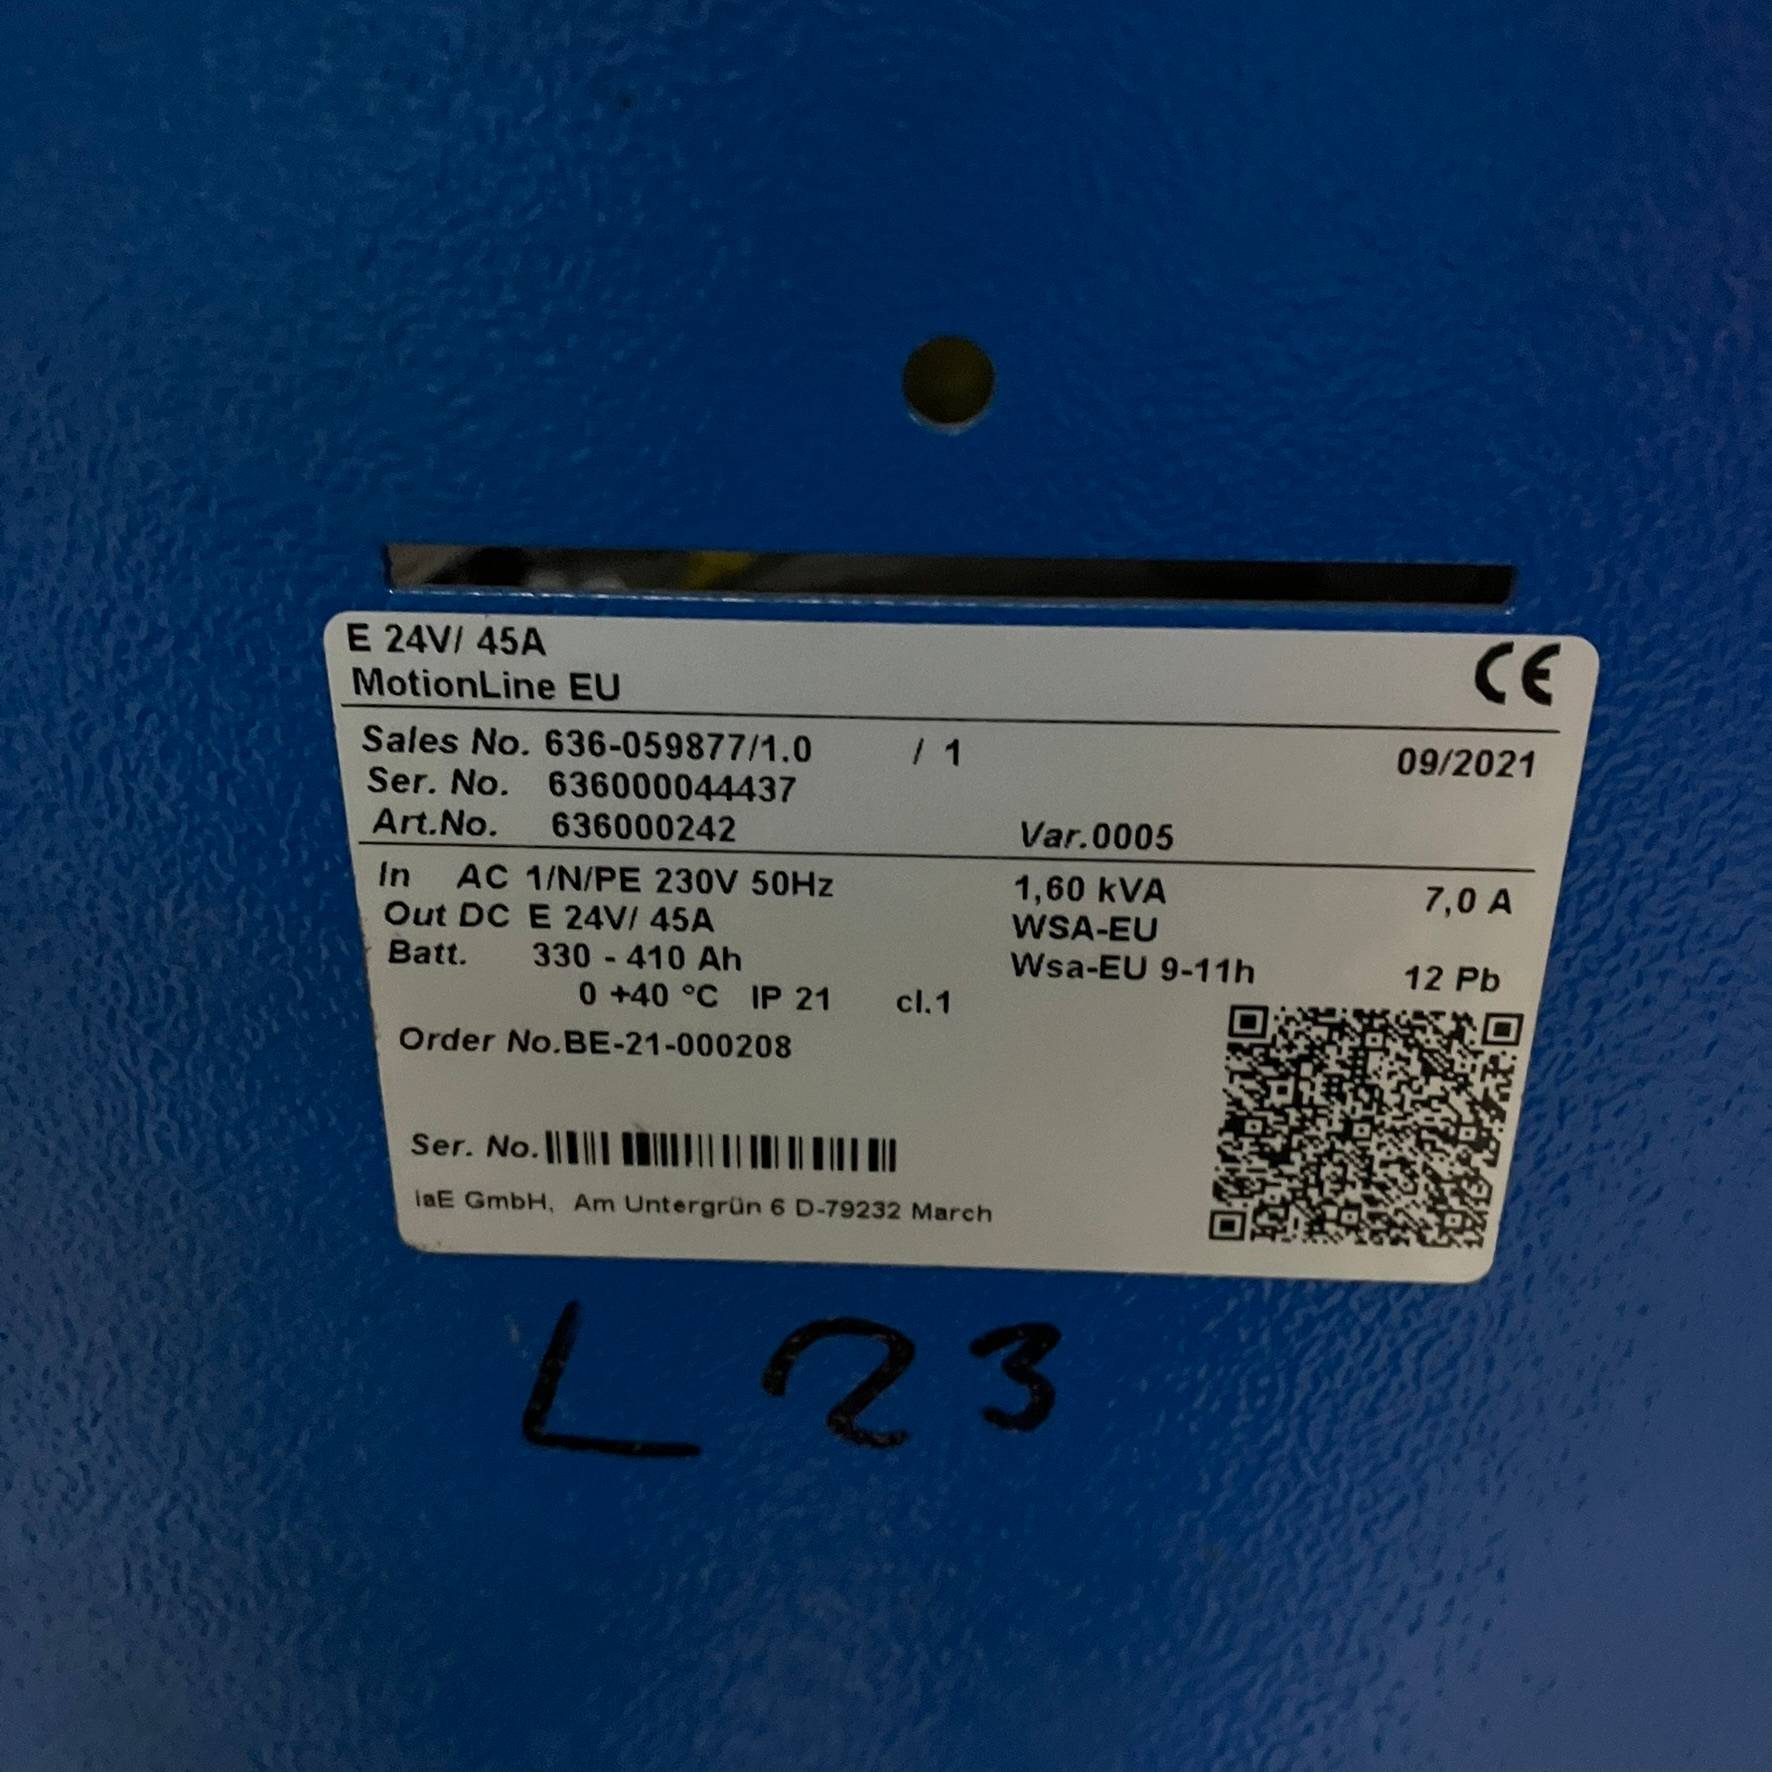 E 24V/ 45A
MotionLine EU
CE
Sales No. 636-059877/1.0 / 1 09/2021
Ser. No. 636000044437
Art.No. 636000242 Var.0005
In AC 1/N/PE 230V 50Hz 1,60 kVA 7,0 A
Out DC E 24V/ 45A WSA-EU
Batt. 330 - 410 Ah Wsa-EU 9-11h 12 Pb
0 +40 °C IP 21 cl.1
Order No.BE-21-000208
Ser. No.
iaE GmbH, Am Untergrün 6 D-79232 March
L23